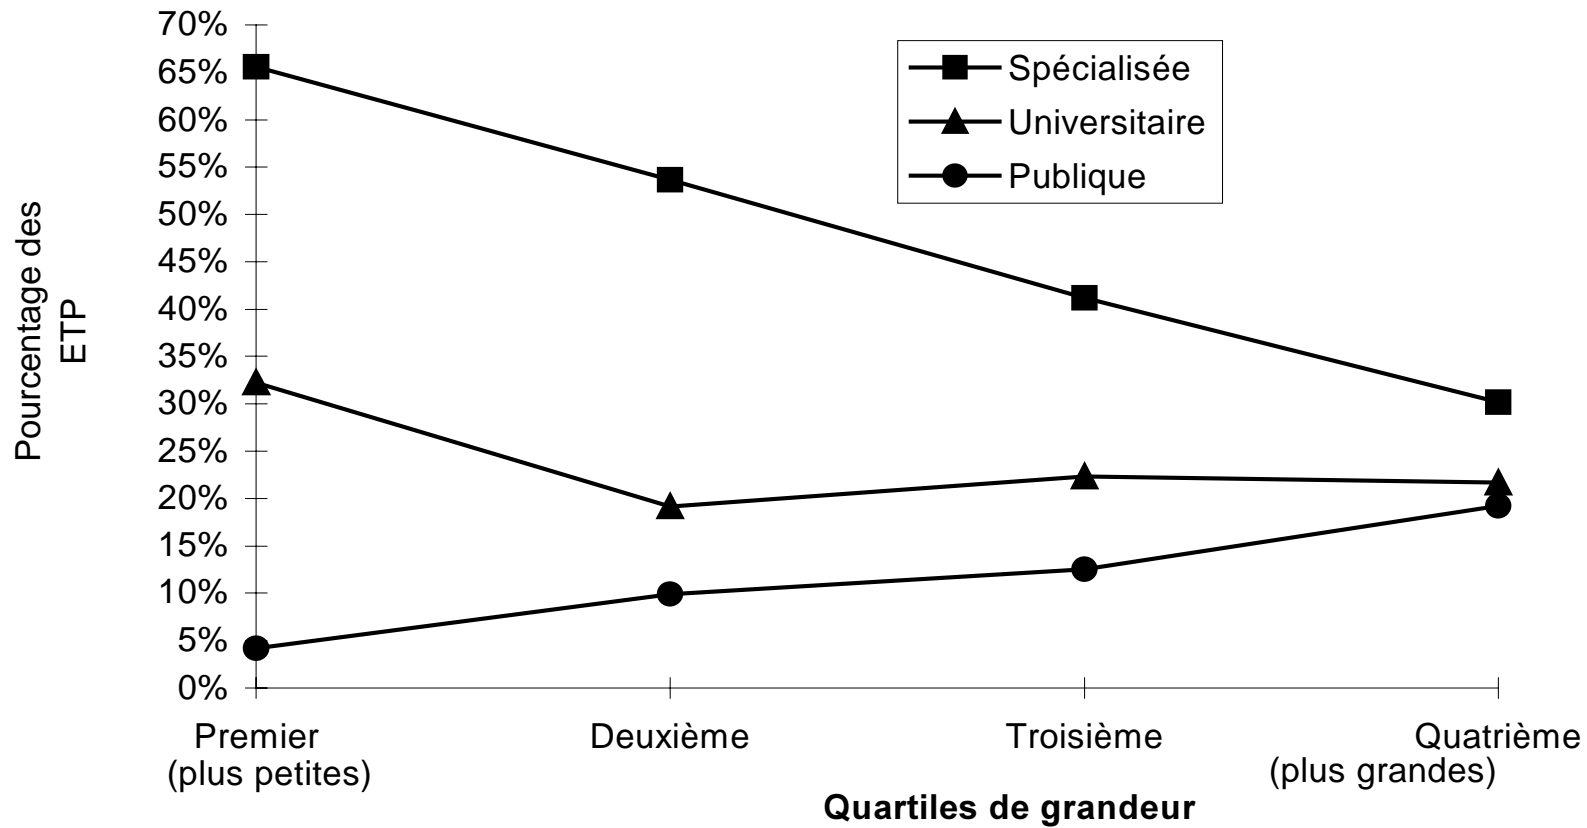 70%
65%
60%
55%
50%
45%
40%
35%
30%
25%
20%
15%
10%
5%
0%
Pourcentage des
ETP
Spécialisée
Universitaire
Publique
Premier
(plus petites)
Deuxième
Troisième
Quatrième
(plus grandes)
Quartiles de grandeur